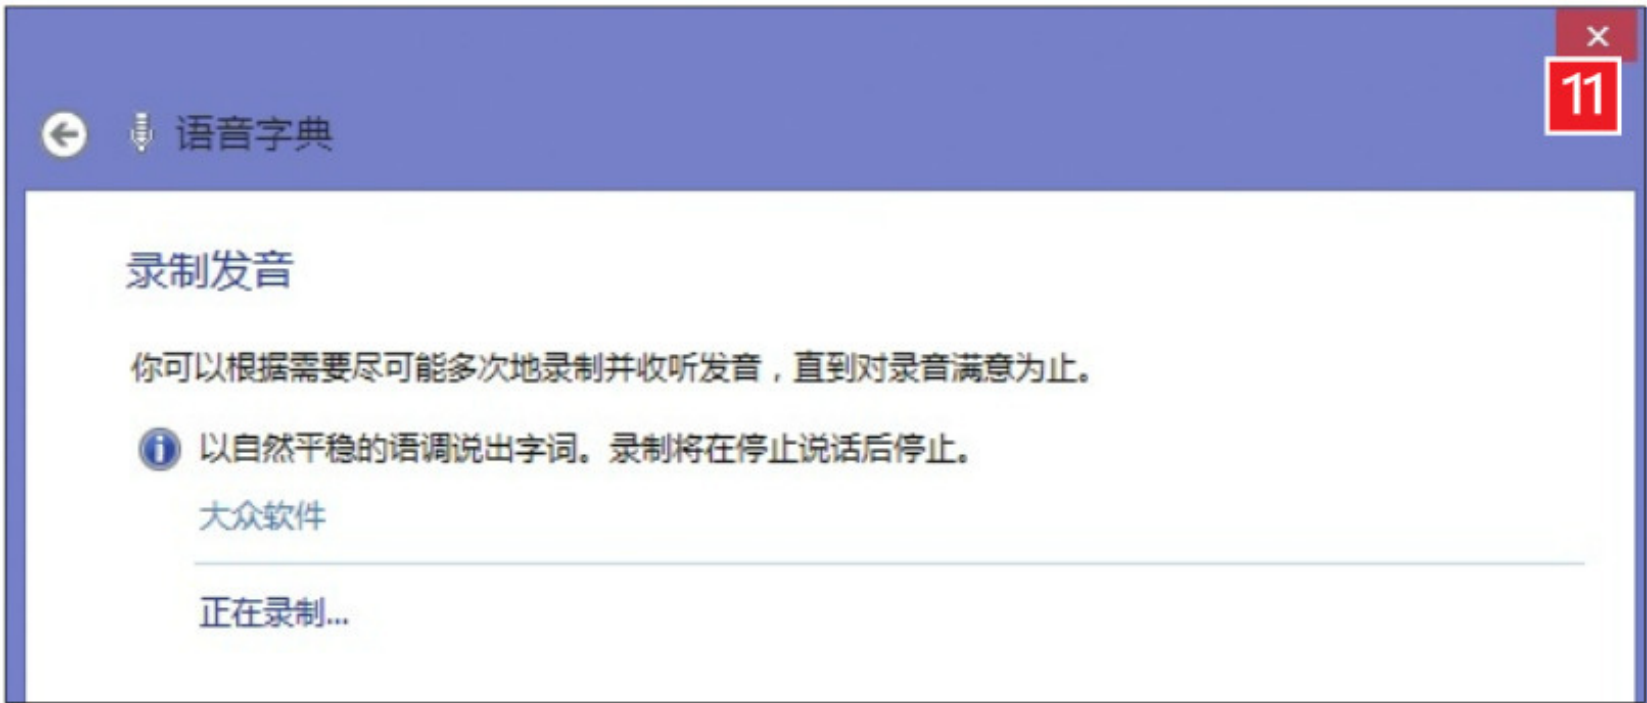 11
语音字典
录制发音
你可以根据需要尽可能多次地录制并收听发音，直到对录音满意为止。
以自然平稳的语调说出字词。录制将在停止说话后停止。
大众软件
正在录制...